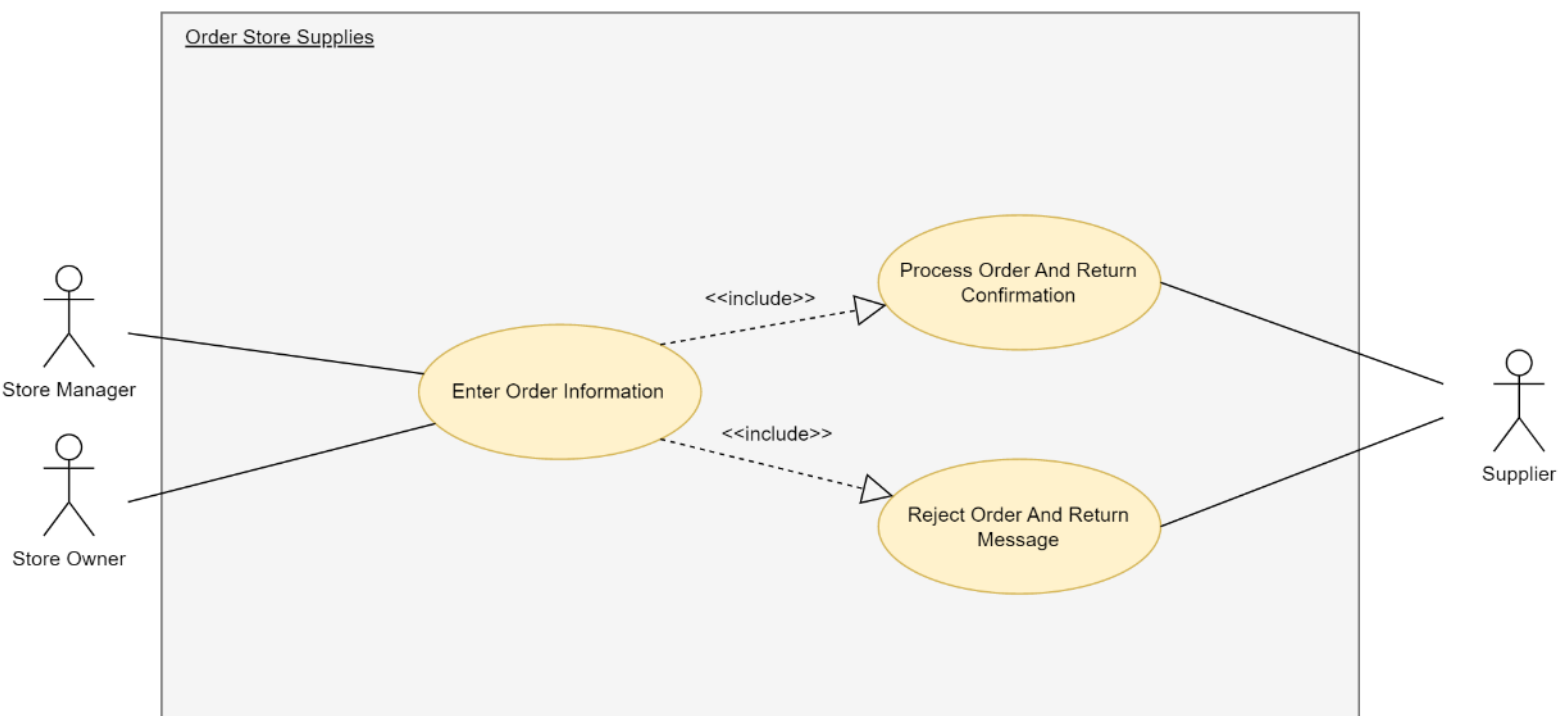 Order Store Supplies
Process Order And Return
Confirmation
<<include>>
Store Manager
Enter Order Information
<<include>>
Supplier
Reject Order And Return
Message
Store Owner